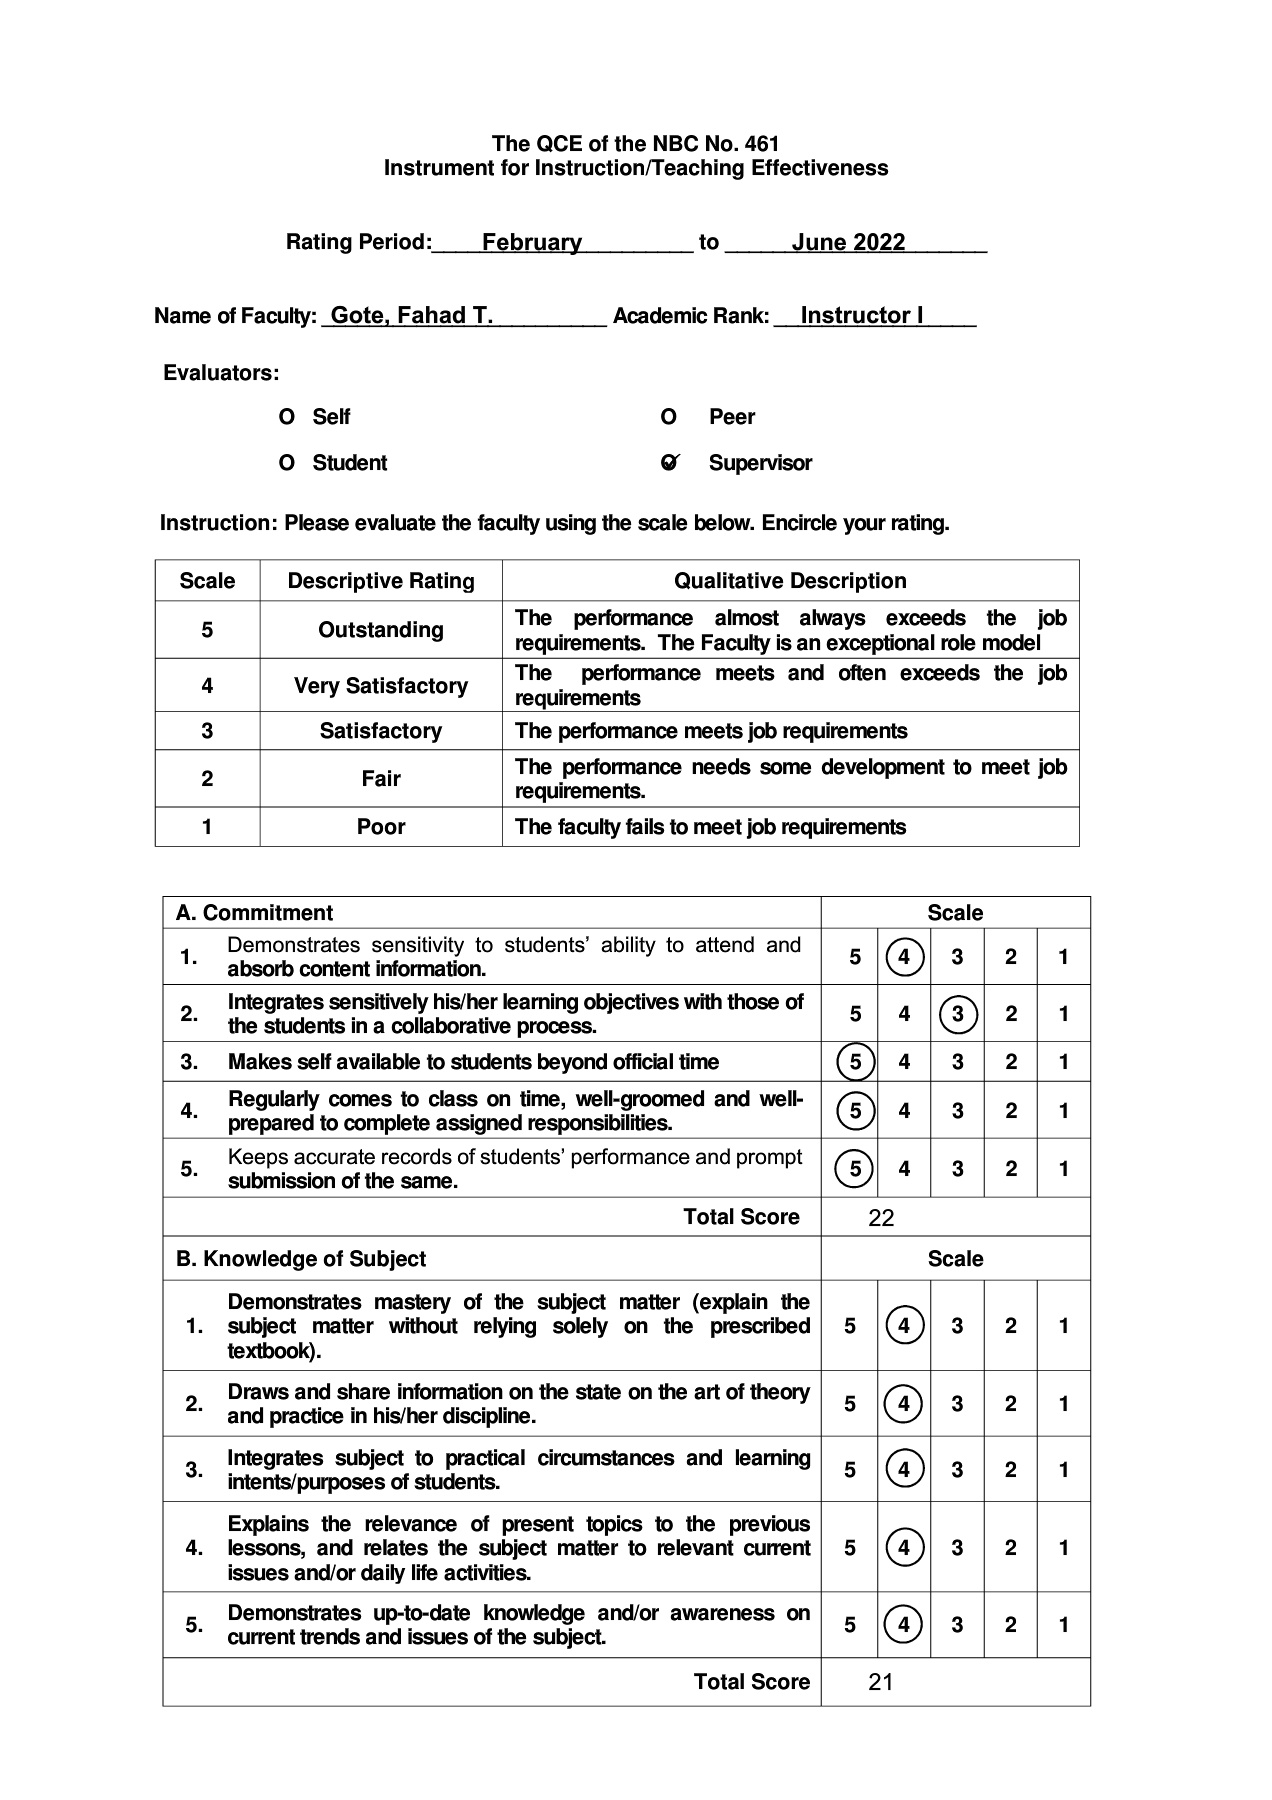 The QCE of the NBC No. 461
Instrument for Instruction/Teaching Effectiveness
Rating Period:____February_________ to _____June 2022______
Name of Faculty: _Gote, Fahad T._________ Academic Rank: __Instructor I____
Evaluators:
O Self O Peer
O Student O Supervisor
Instruction: Please evaluate the faculty using the scale below. Encircle your rating.
Scale Descriptive Rating Qualitative Description
5 Outstanding The performance almost always exceeds the job
requirements. The Faculty is an exceptional role model
4 Very Satisfactory The performance meets and often exceeds the job
requirements
3 Satisfactory The performance meets job requirements
2 Fair The performance needs some development to meet job
requirements.
1 Poor The faculty fails to meet job requirements
A. Commitment Scale
1. Demonstrates sensitivity to students’ ability to attend and
absorb content information. 5 4 3 2 1
2. Integrates sensitively his/her learning objectives with those of
the students in a collaborative process. 5 4 3 2 1
3. Makes self available to students beyond official time 5 4 3 2 1
4. Regularly comes to class on time, well-groomed and well-
prepared to complete assigned responsibilities. 5 4 3 2 1
5. Keeps accurate records of students’ performance and prompt
submission of the same. 5 4 3 2 1
Total Score 22
B. Knowledge of Subject Scale
1. Demonstrates mastery of the subject matter (explain the
subject matter without relying solely on the prescribed
textbook). 5 4 3 2 1
2. Draws and share information on the state on the art of theory
and practice in his/her discipline. 5 4 3 2 1
3. Integrates subject to practical circumstances and learning
intents/purposes of students. 5 4 3 2 1
4. Explains the relevance of present topics to the previous
lessons, and relates the subject matter to relevant current
issues and/or daily life activities. 5 4 3 2 1
5. Demonstrates up-to-date knowledge and/or awareness on
current trends and issues of the subject. 5 4 3 2 1
Total Score 21